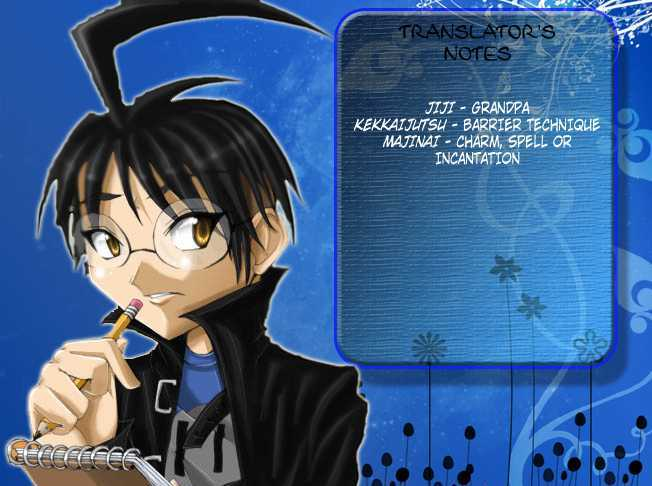 TRANSLATOR'S
NOTES
JIJI - GRANDPA
KEKKAIJUTSU - BARRIER TECHNIQUE
MAJINAI - CHARM, SPELL OR
INCANTATION